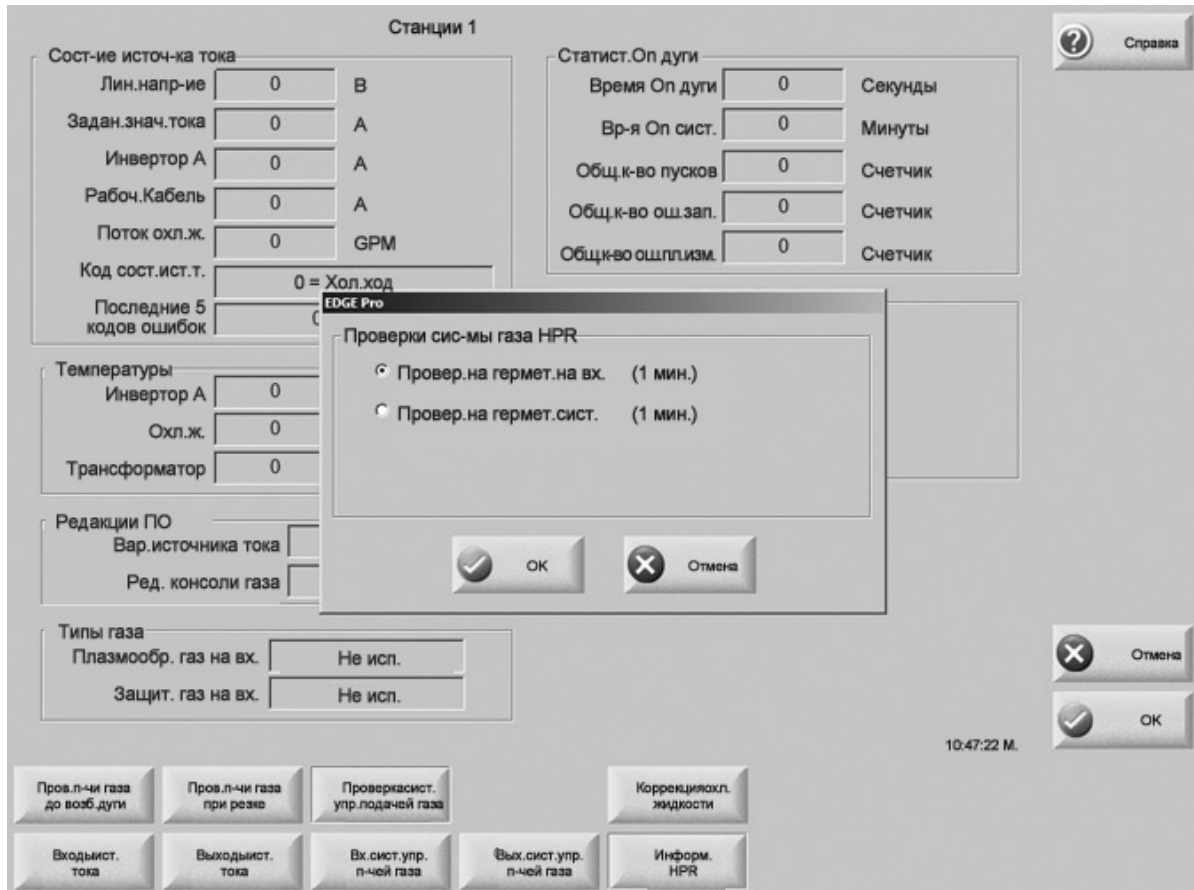 Станции 1
Справка
Сост-ие источ-ка тока
Лин.напр-ие 0 В
Задан.знач.тока 0 А
Инвертор А 0 А
Рабоч.Кабель 0 А
Поток охл.ж. 0 GPM
Код сост.ист.т. 0 = Хол.ход
Последние 5
кодов ошибок
Статист.On дуги
Время On дуги 0 Секунды
Вр-я On сист. 0 Минуты
Общ.к-во пусков 0 Счетчик
Общ.к-во ош.зап. 0 Счетчик
Общ.к-во ош.пл.изм. 0 Счетчик
EDGE Pro
Проверки сис-мы газа HPR
Провер.на гермет.на вх. (1 мин.)
Провер.на гермет.сист. (1 мин.)
OK
Отмена
Температуры
Инвертор А 0
Охл.ж. 0
Трансформатор 0
Редакции ПО
Вар.источника тока
Ред. консоли газа
Типы газа
Плазмообр. газ на вх. Не исп.
Защит. газ на вх. Не исп.
Отмена
OK
10:47:22 М.
Пров.п-чи газа
до возб.дуги
Пров.п-чи газа
при резке
Проверкасист.
упр.подачей газа
Коррекцияохл.
жидкости
Входыист.
тока
Выходыист.
тока
Вх.сист.упр.
п-чей газа
Вых.сист.упр.
п-чей газа
Информ.
HPR